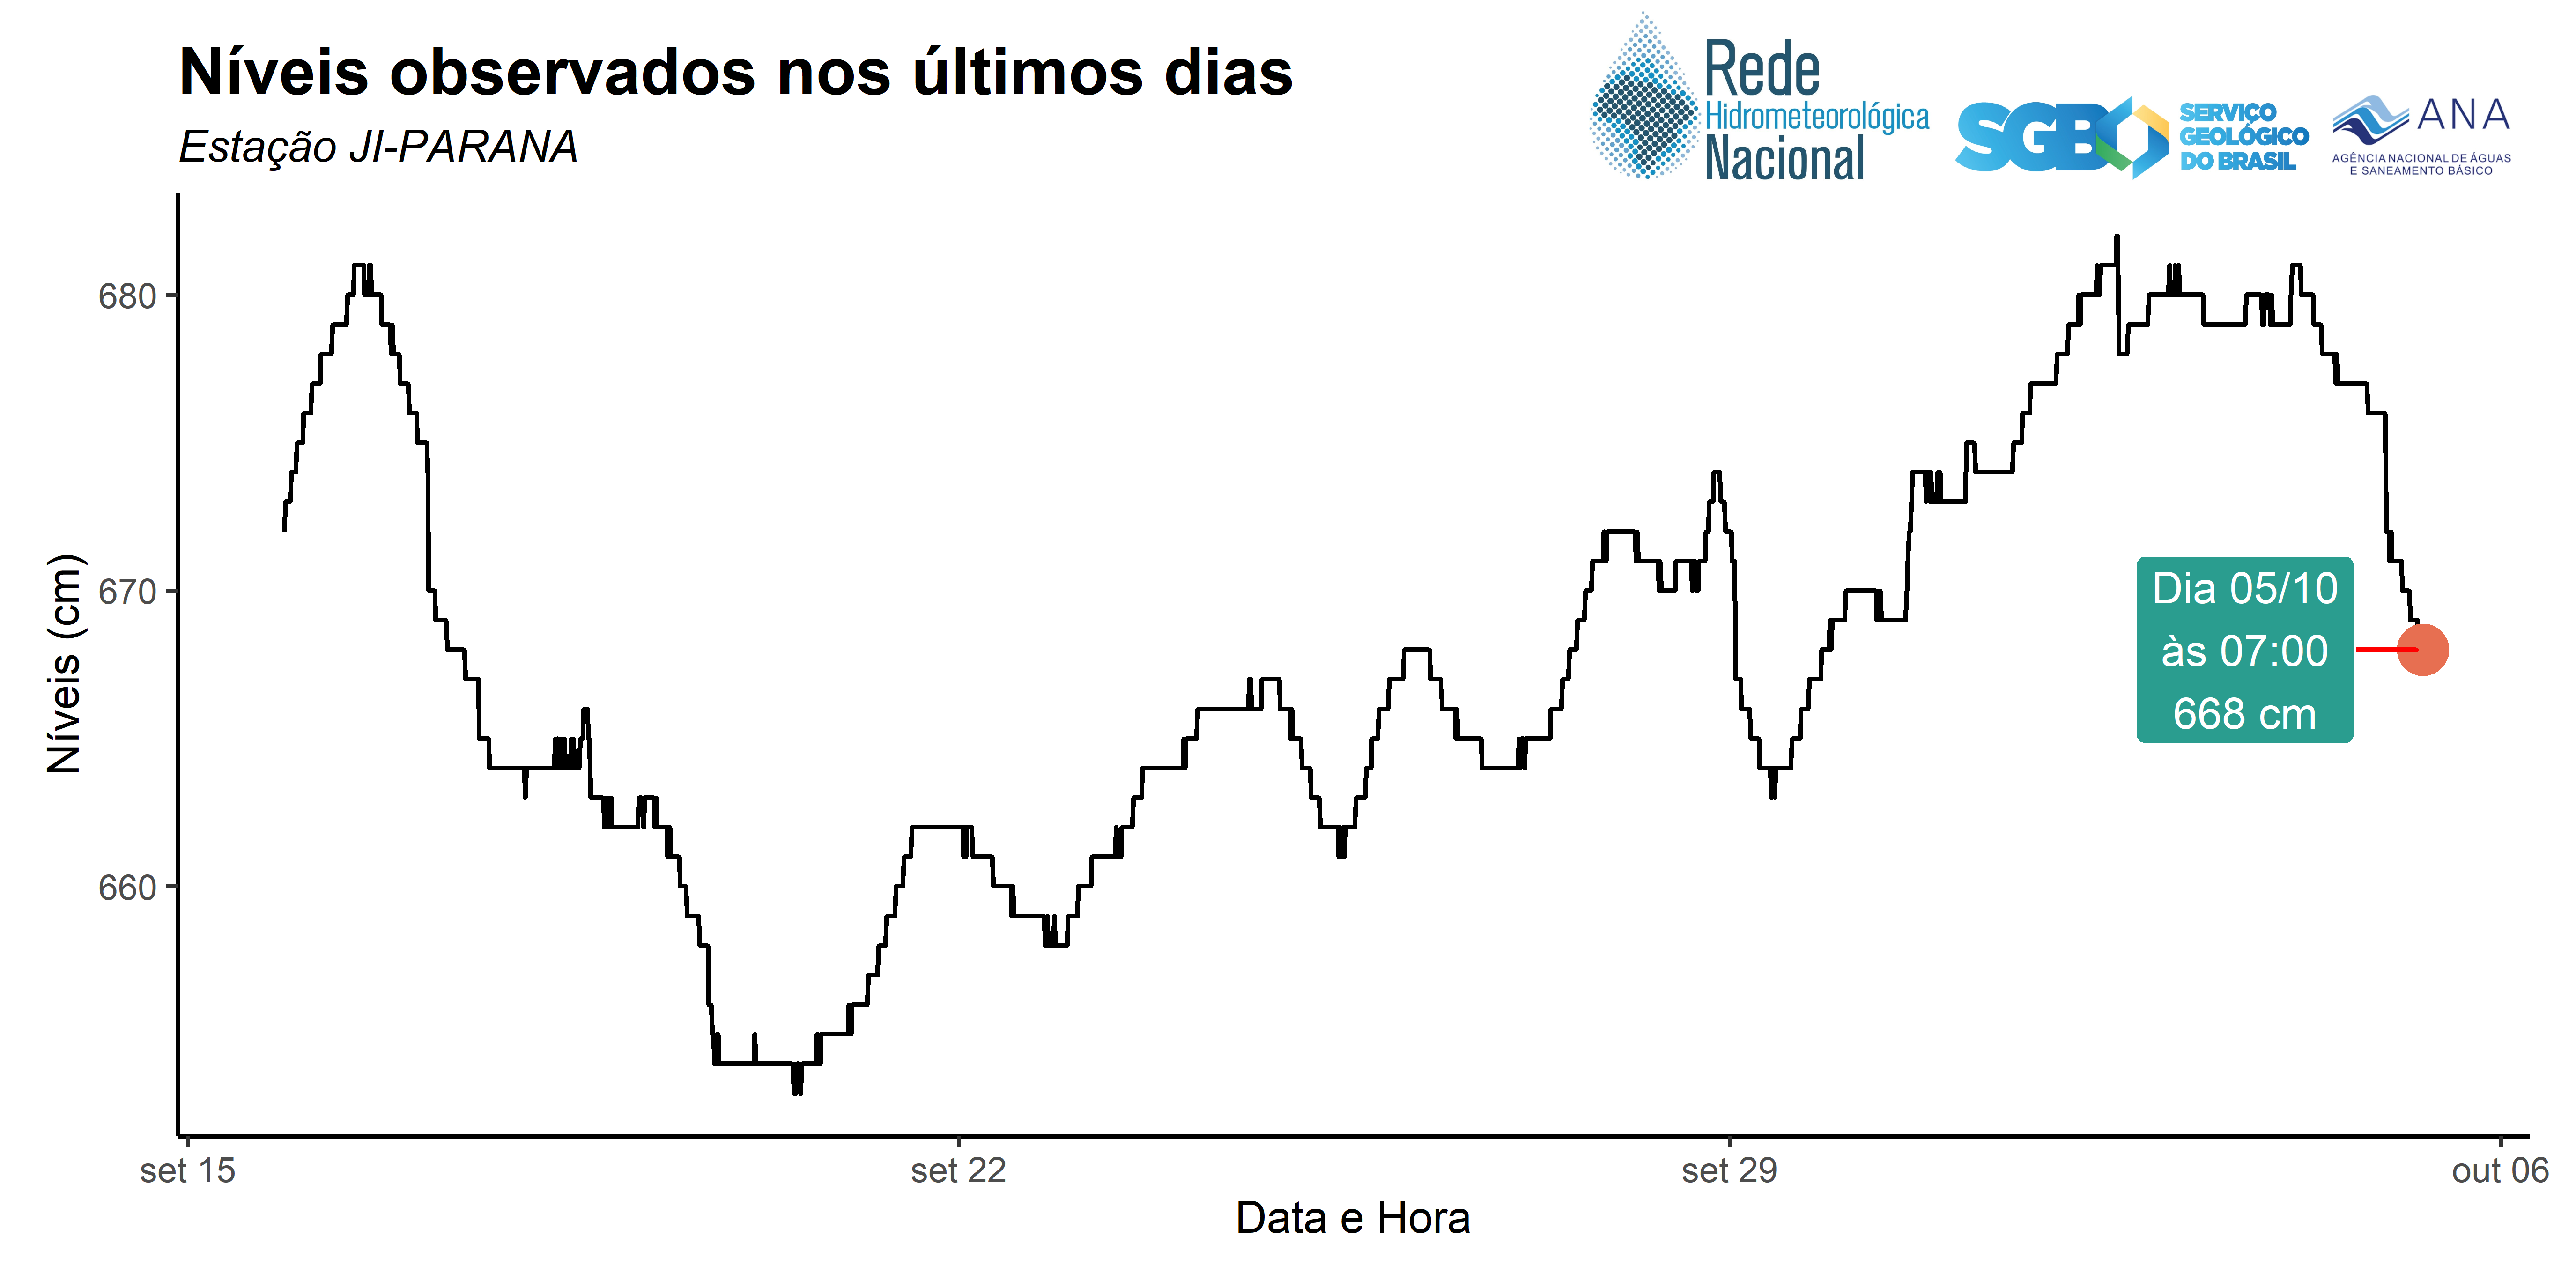 Níveis observados nos últimos dias
Estação JI-PARANA
Rede
Hidrometeorológica
Nacional
SGB
SERVIÇO
GEOLÓGICO
DO BRASIL
ANA
AGÊNCIA NACIONAL DE ÁGUAS
E SANEAMENTO BÁSICO
Níveis (cm)
680
670
660
Dia 05/10
às 07:00
668 cm
set 15
set 22
set 29
out 06
Data e Hora